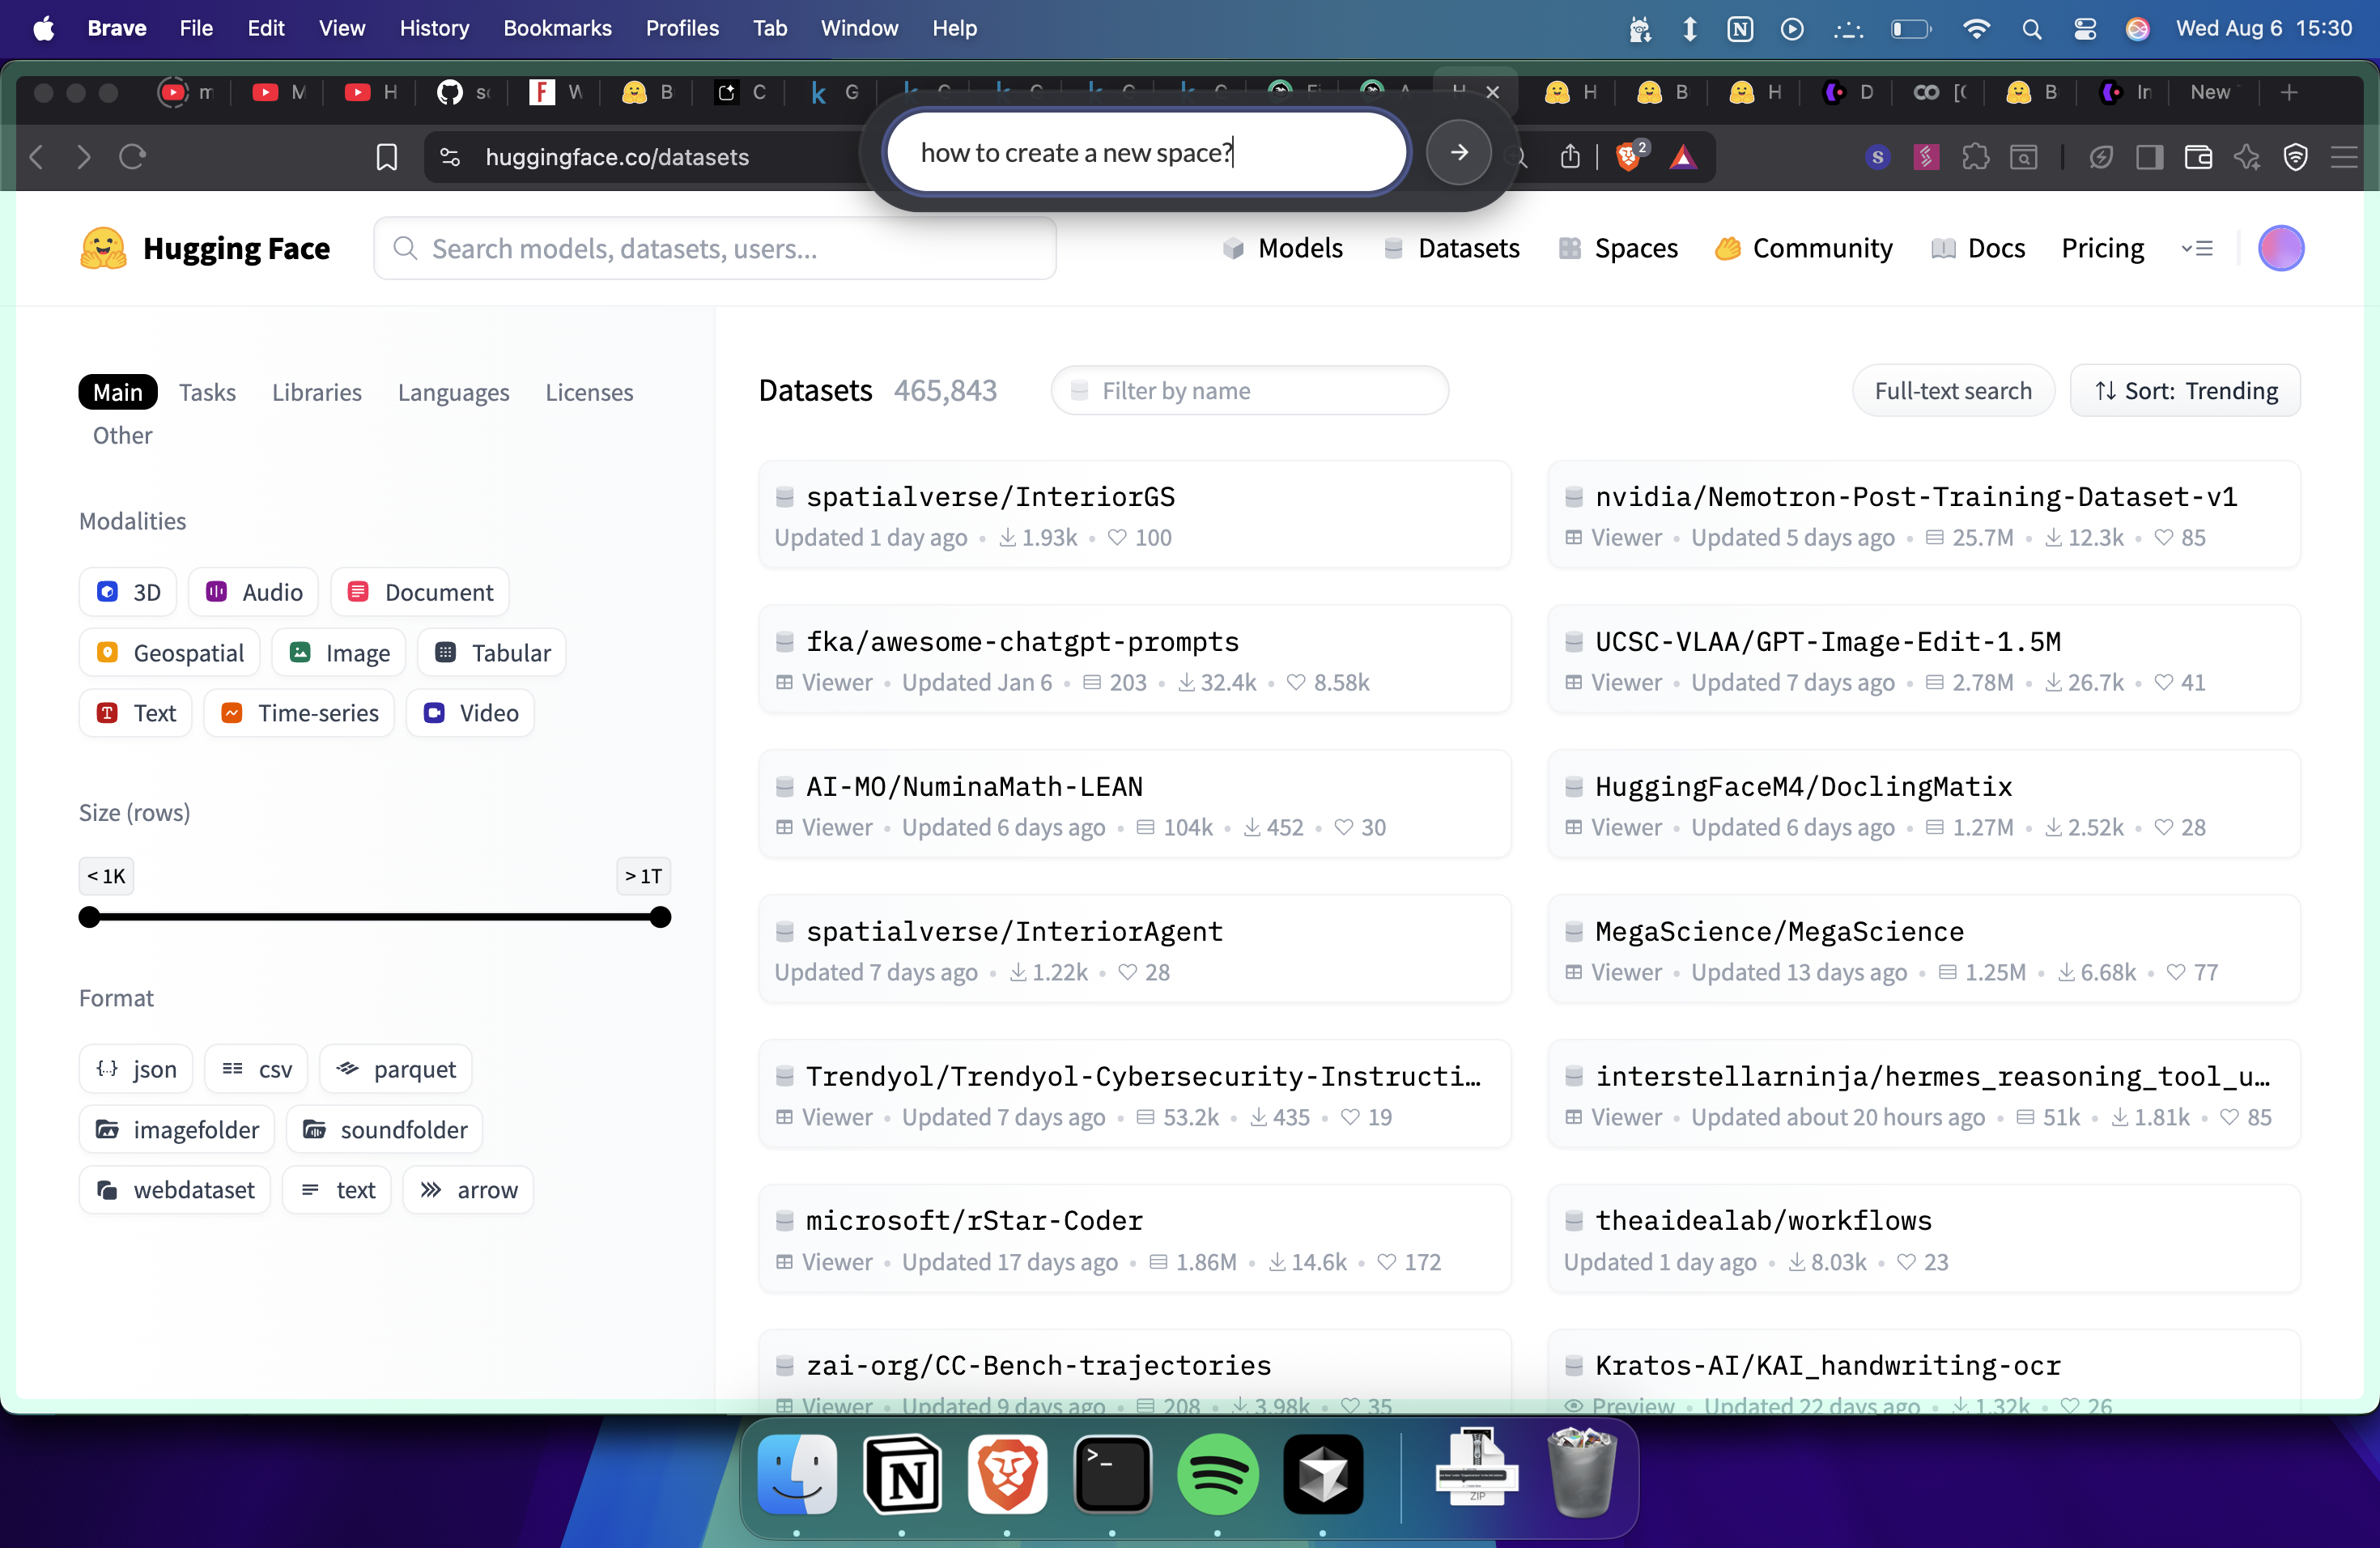 Brave File Edit View History Bookmarks Profiles Tab Window Help Wed Aug 6 15:30
New
huggingface.co/datasets
how to create a new space?
2
Hugging Face
Search models, datasets, users...
Models Datasets Spaces Community Docs Pricing
Main Tasks Libraries Languages Licenses
Other
Modalities
3D Audio Document
Geospatial Image Tabular
Text Time-series Video
Size (rows)
< 1K > 1T
Format
json csv parquet
imagefolder soundfolder
webdataset text arrow
Datasets 465,843 Filter by name Full-text search Sort: Trending
spatialverse/InteriorGS
Updated 1 day ago • 1.93k • 100
nvidia/Nemotron-Post-Training-Dataset-v1
Viewer • Updated 5 days ago • 25.7M • 12.3k • 85
fka/awesome-chatgpt-prompts
Viewer • Updated Jan 6 • 203 • 32.4k • 8.58k
UCSC-VLAA/GPT-Image-Edit-1.5M
Viewer • Updated 7 days ago • 2.78M • 26.7k • 41
AI-MO/NuminaMath-LEAN
Viewer • Updated 6 days ago • 104k • 452 • 30
HuggingFaceM4/DoclingMatix
Viewer • Updated 6 days ago • 1.27M • 2.52k • 28
spatialverse/InteriorAgent
Updated 7 days ago • 1.22k • 28
MegaScience/MegaScience
Viewer • Updated 13 days ago • 1.25M • 6.68k • 77
Trendyol/Trendyol-Cybersecurity-Instructi…
Viewer • Updated 7 days ago • 53.2k • 435 • 19
interstellarninja/hermes_reasoning_tool_u…
Viewer • Updated about 20 hours ago • 51k • 1.81k • 85
microsoft/rStar-Coder
Viewer • Updated 17 days ago • 1.86M • 14.6k • 172
theaidealab/workflows
Updated 1 day ago • 8.03k • 23
zai-org/CC-Bench-trajectories
Viewer • Updated 9 days ago • 208 • 3.98k • 35
Kratos-AI/KAI_handwriting-ocr
Preview • Updated 22 days ago • 1.32k • 26
ZIP